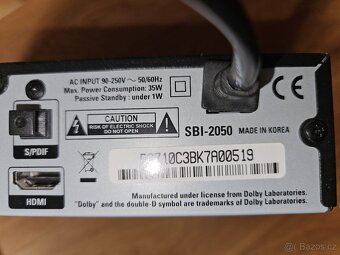 AC INPUT 90-250V ~ 50/60Hz
Max. Power Consumption: 35W
Passive Standby : under 1W
CE
CAUTION
RISK OF ELECTRIC SHOCK
DO NOT OPEN
SBI-2050 MADE IN KOREA
S/PDIF
10C3BK7A00519
HDMI
Manufactured under license from Dolby Laboratories.
"Dolby" and the double-D symbol are trademarks of Dolby Laboratories.
Bazos.cz